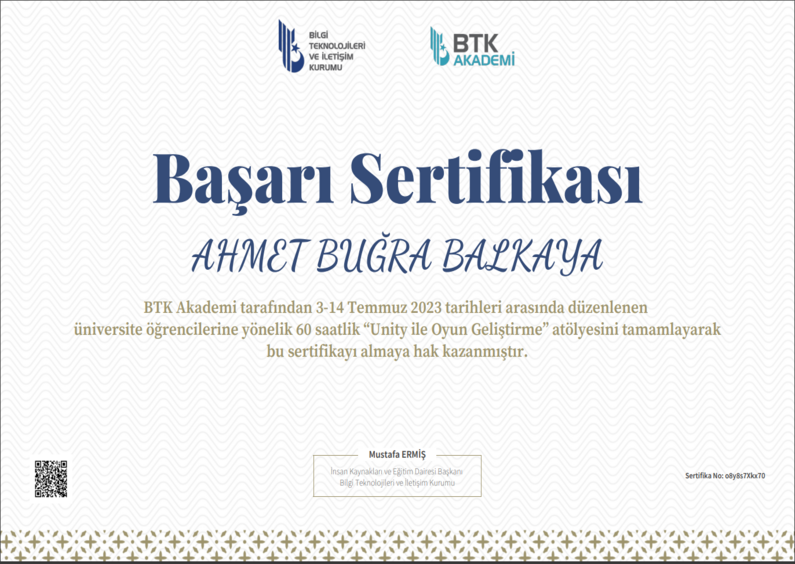 BİLGİ
TEKNOLOJİLERİ
VE İLETİŞİM
KURUMU
BTK
AKADEMİ
Başarı Sertifikası
AHMET BUĞRA BALKAYA
BTK Akademi tarafından 3-14 Temmuz 2023 tarihleri arasında düzenlenen
üniversite öğrencilerine yönelik 60 saatlik “Unity ile Oyun Geliştirme” atölyesini tamamlayarak
bu sertifikayı almaya hak kazanmıştır.
Mustafa ERMİŞ
İnsan Kaynakları ve Eğitim Dairesi Başkanı
Bilgi Teknolojileri ve İletişim Kurumu
Sertifika No: o8y8s7Xkx70